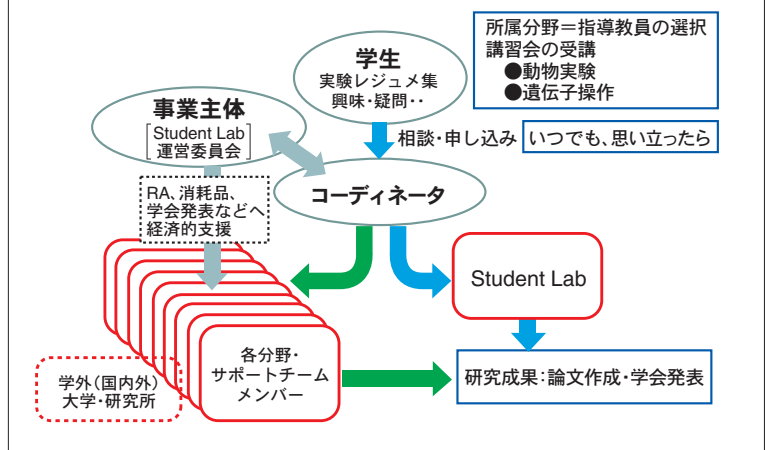 所属分野＝指導教員の選択
講習会の受講
●動物実験
●遺伝子操作
学生
実験レジュメ集
興味・疑問・・
事業主体
［Student Lab
運営委員会］
相談・申し込み
いつでも、思い立ったら
コーディネータ
RA、消耗品、
学会発表などへ
経済的支援
Student Lab
各分野・
サポートチーム
メンバー
学外（国内外）
大学・研究所
研究成果：論文作成・学会発表